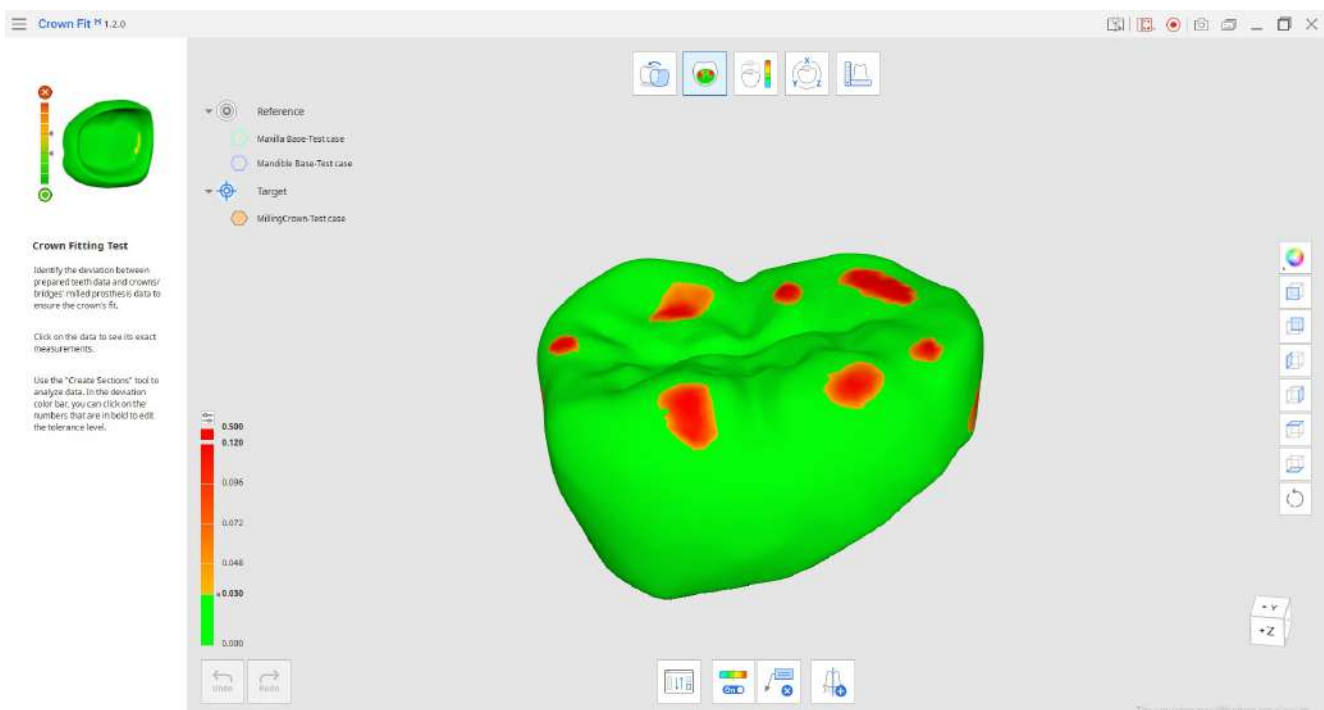 Crown Fit M 1.2.0
Crown Fitting Test
Identify the deviation between
prepared teeth data and crowns/
bridges' milled prosthesis data to
ensure the crown's fit.
Click on the data to see its exact
measurements.
Use the "Create Sections" tool to
analyze data. In the deviation
color bar, you can click on the
numbers that are in bold to edit
the tolerance level.
Reference
Maxilla Base-Test case
Mandible Base-Test case
Target
MillingCrown-Test case
X
Y Z
0.500
0.120
0.096
0.072
0.048
0.030
0.000
Undo
Redo
On
- Y
+Z